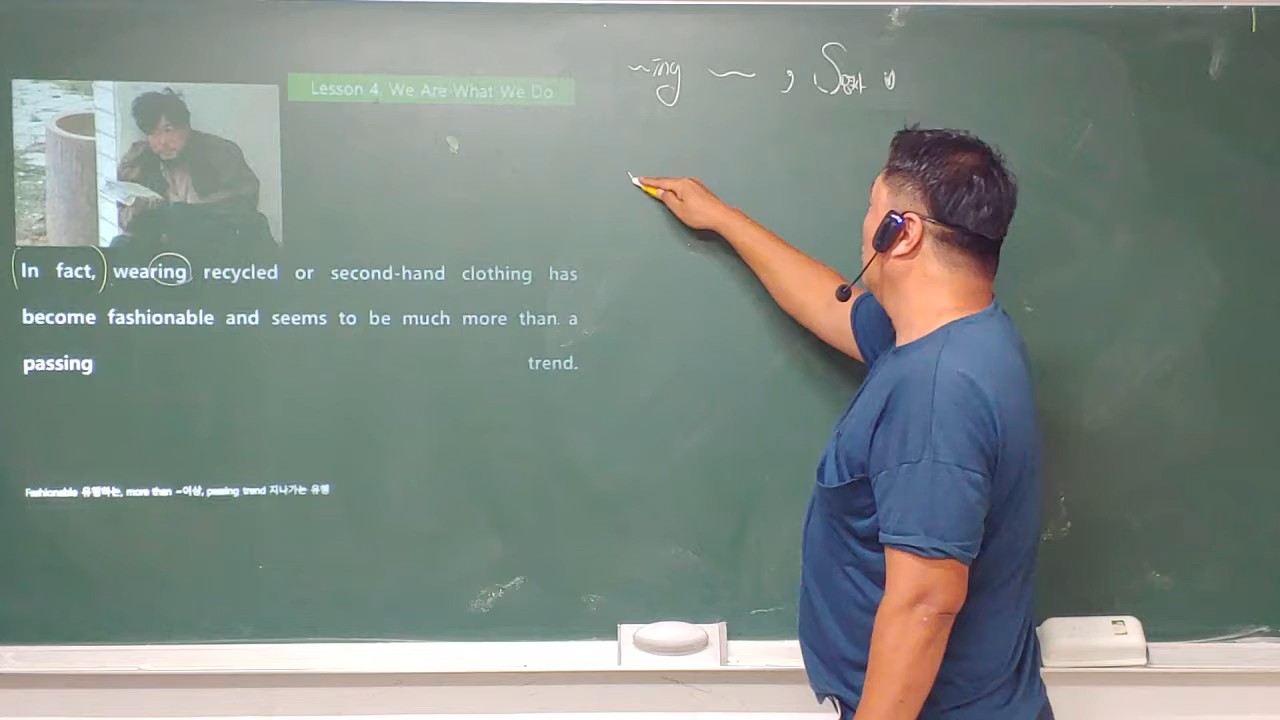 Lesson 4. We Are What We Do
~ing ~ , S
In fact, wearing recycled or second-hand clothing has
become fashionable and seems to be much more than a
passing trend.
Fashionable 유행하는, more than ~이상, passing trend 지나가는 유행